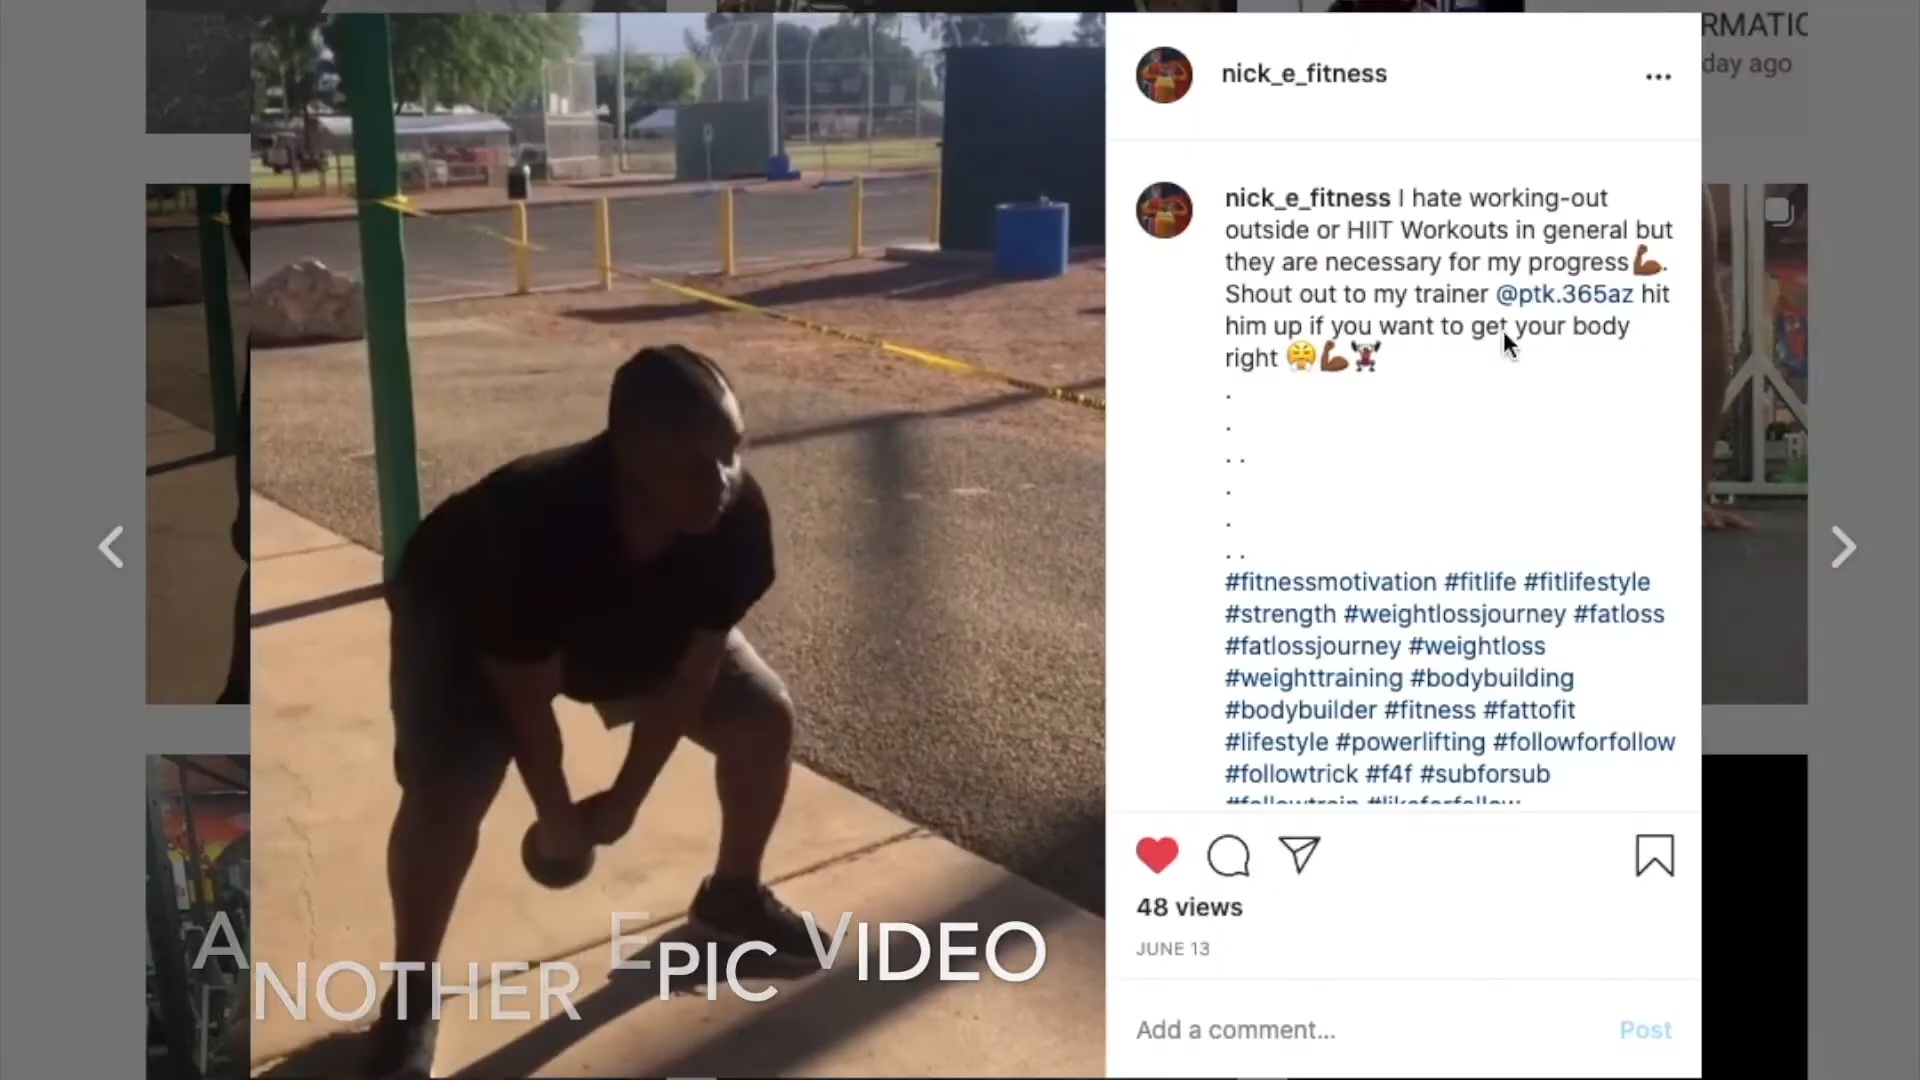 RMATIC
day ago
nick_e_fitness
nick_e_fitness I hate working-out
outside or HIIT Workouts in general but
they are necessary for my progress💪🏾.
Shout out to my trainer @ptk.365az hit
him up if you want to get your body
right 😤💪🏾🏋🏾
.
.
. .
.
.
. .
#fitnessmotivation #fitlife #fitlifestyle
#strength #weightlossjourney #fatloss
#fatlossjourney #weightloss
#weighttraining #bodybuilding
#bodybuilder #fitness #fattofit
#lifestyle #powerlifting #followforfollow
#followtrick #f4f #subforsub
#followtrain #likeforfollow
48 views
JUNE 13
Add a comment...
Post
ANOTHER EPIC VIDEO